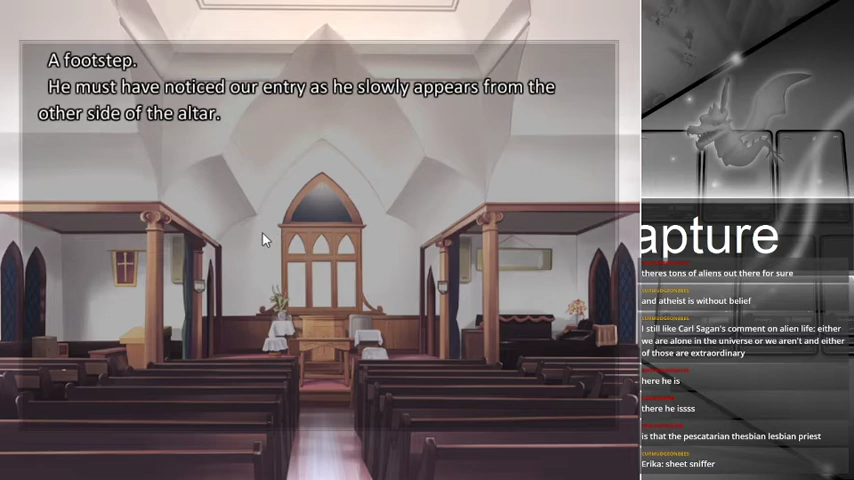 A footstep.
He must have noticed our entry as he slowly appears from the
other side of the altar.
apture
theres tons of aliens out there for sure
and atheist is without belief
I still like Carl Sagan's comment on alien life: either
we are alone in the universe or we aren't and either
of those are extraordinary
here he is
there he issss
is that the pescatarian thesbian lesbian priest
Erika: sheet sniffer